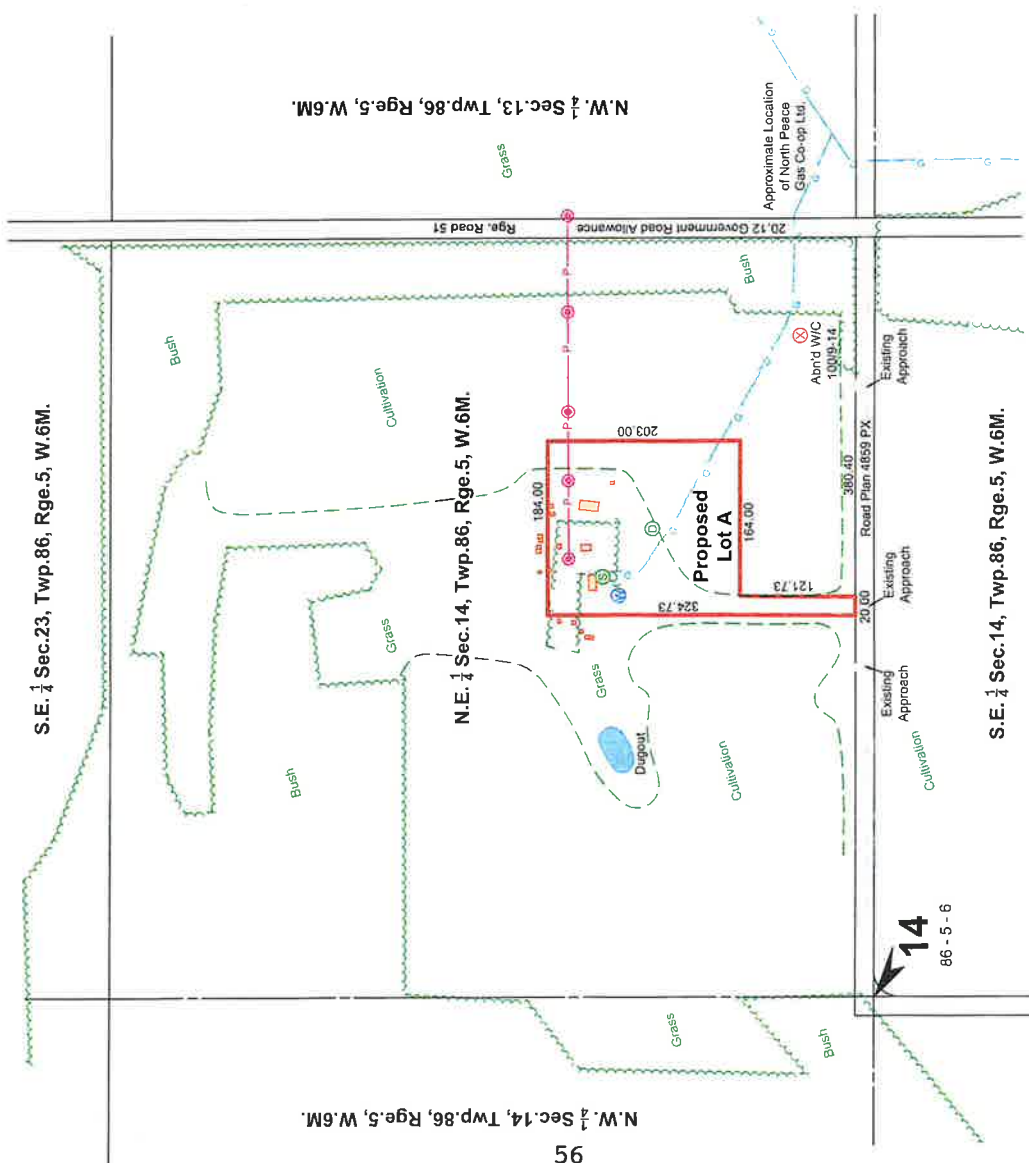 S.E. 1/4 Sec.23, Twp.86, Rge.5, W.6M.
N.W. 1/4 Sec.13, Twp.86, Rge.5, W.6M.
Grass
Bush
Cultivation
Rge. Road 51
20.12 Government Road Allowance
Approximate Location
of North Peace
Gas Co-op Ltd.
G
G
G
G
G
G
G
G
G
G
G
P
P
P
P
Bush
N.E. 1/4 Sec.14, Twp.86, Rge.5, W.6M.
Grass
Bush
184.00
203.00
164.00
324.73
121.73
Proposed
Lot A
D
S
W
X
Abn'd W/C
100/9-14
Grass
Dugout
Cultivation
380.40
20.00
Road Plan 4859 PX
Existing
Approach
Existing
Approach
Existing
Approach
Cultivation
S.E. 1/4 Sec.14, Twp.86, Rge.5, W.6M.
14
86 - 5 - 6
Grass
Bush
N.W. 1/4 Sec.14, Twp.86, Rge.5, W.6M.
56